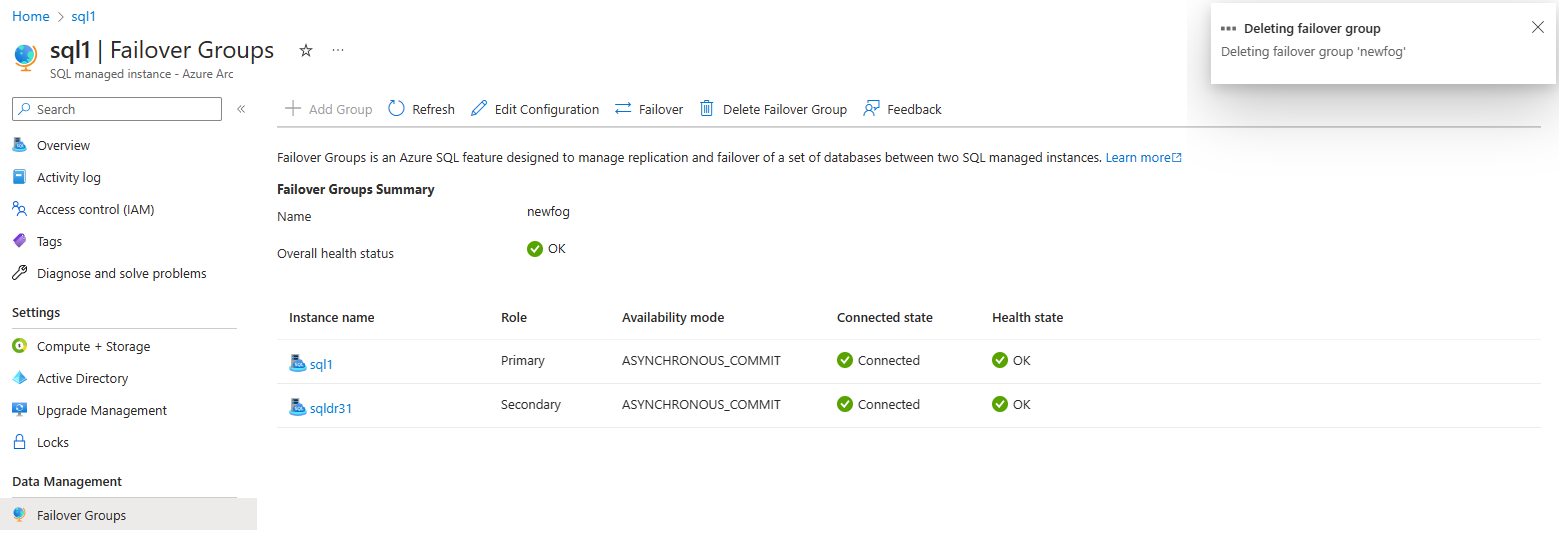 Home > sql1
sql1 | Failover Groups ☆ ...
SQL managed instance - Azure Arc
Deleting failover group
Deleting failover group 'newfog'
Search «
Add Group Refresh Edit Configuration Failover Delete Failover Group Feedback
Overview
Activity log
Access control (IAM)
Tags
Diagnose and solve problems
Settings
Compute + Storage
Active Directory
Upgrade Management
Locks
Data Management
Failover Groups
Failover Groups is an Azure SQL feature designed to manage replication and failover of a set of databases between two SQL managed instances. Learn more
Failover Groups Summary
Name newfog
Overall health status OK
Instance name Role Availability mode Connected state Health state
sql1 Primary ASYNCHRONOUS_COMMIT Connected OK
sqldr31 Secondary ASYNCHRONOUS_COMMIT Connected OK